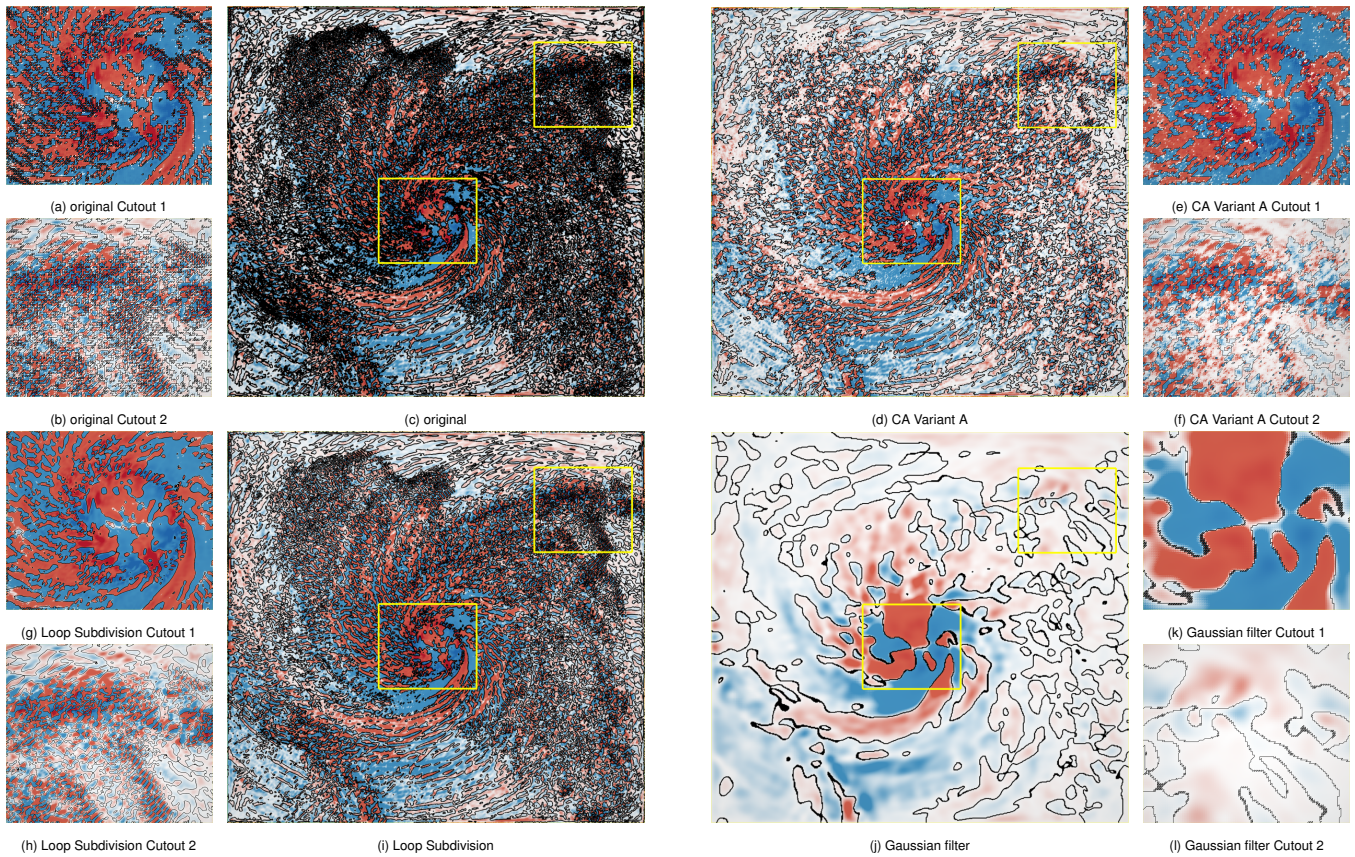 (a) original Cutout 1
(b) original Cutout 2
(c) original
(d) CA Variant A
(e) CA Variant A Cutout 1
(f) CA Variant A Cutout 2
(g) Loop Subdivision Cutout 1
(h) Loop Subdivision Cutout 2
(i) Loop Subdivision
(j) Gaussian filter
(k) Gaussian filter Cutout 1
(l) Gaussian filter Cutout 2